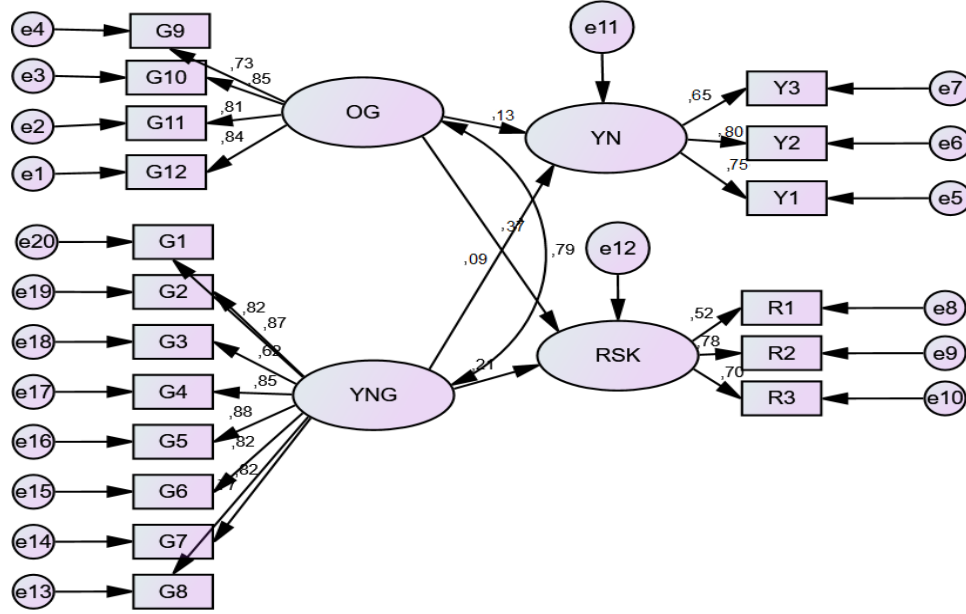 e4 G9
e3 G10
e2 G11
e1 G12
,73
,85
,81
,84
OG
,13
e11
YN
,65
,80
,75
Y3 e7
Y2 e6
Y1 e5
,37
,09
,79
e12
e20 G1
e19 G2
e18 G3
e17 G4
e16 G5
e15 G6
e14 G7
e13 G8
,82
,87
,62
,85
,88
,82
,82
YNG
,21
RSK
,52
,78
,70
R1 e8
R2 e9
R3 e10